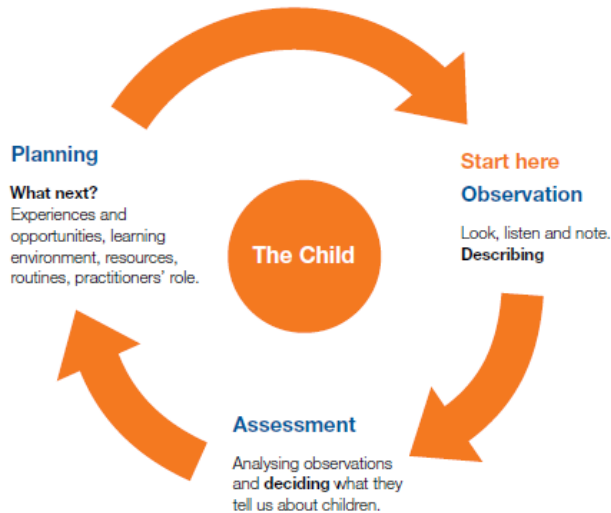 Start here
Observation
Look, listen and note.
Describing
Assessment
Analysing observations
and deciding what they
tell us about children.
Planning
What next?
Experiences and
opportunities, learning
environment, resources,
routines, practitioners’ role.
The Child